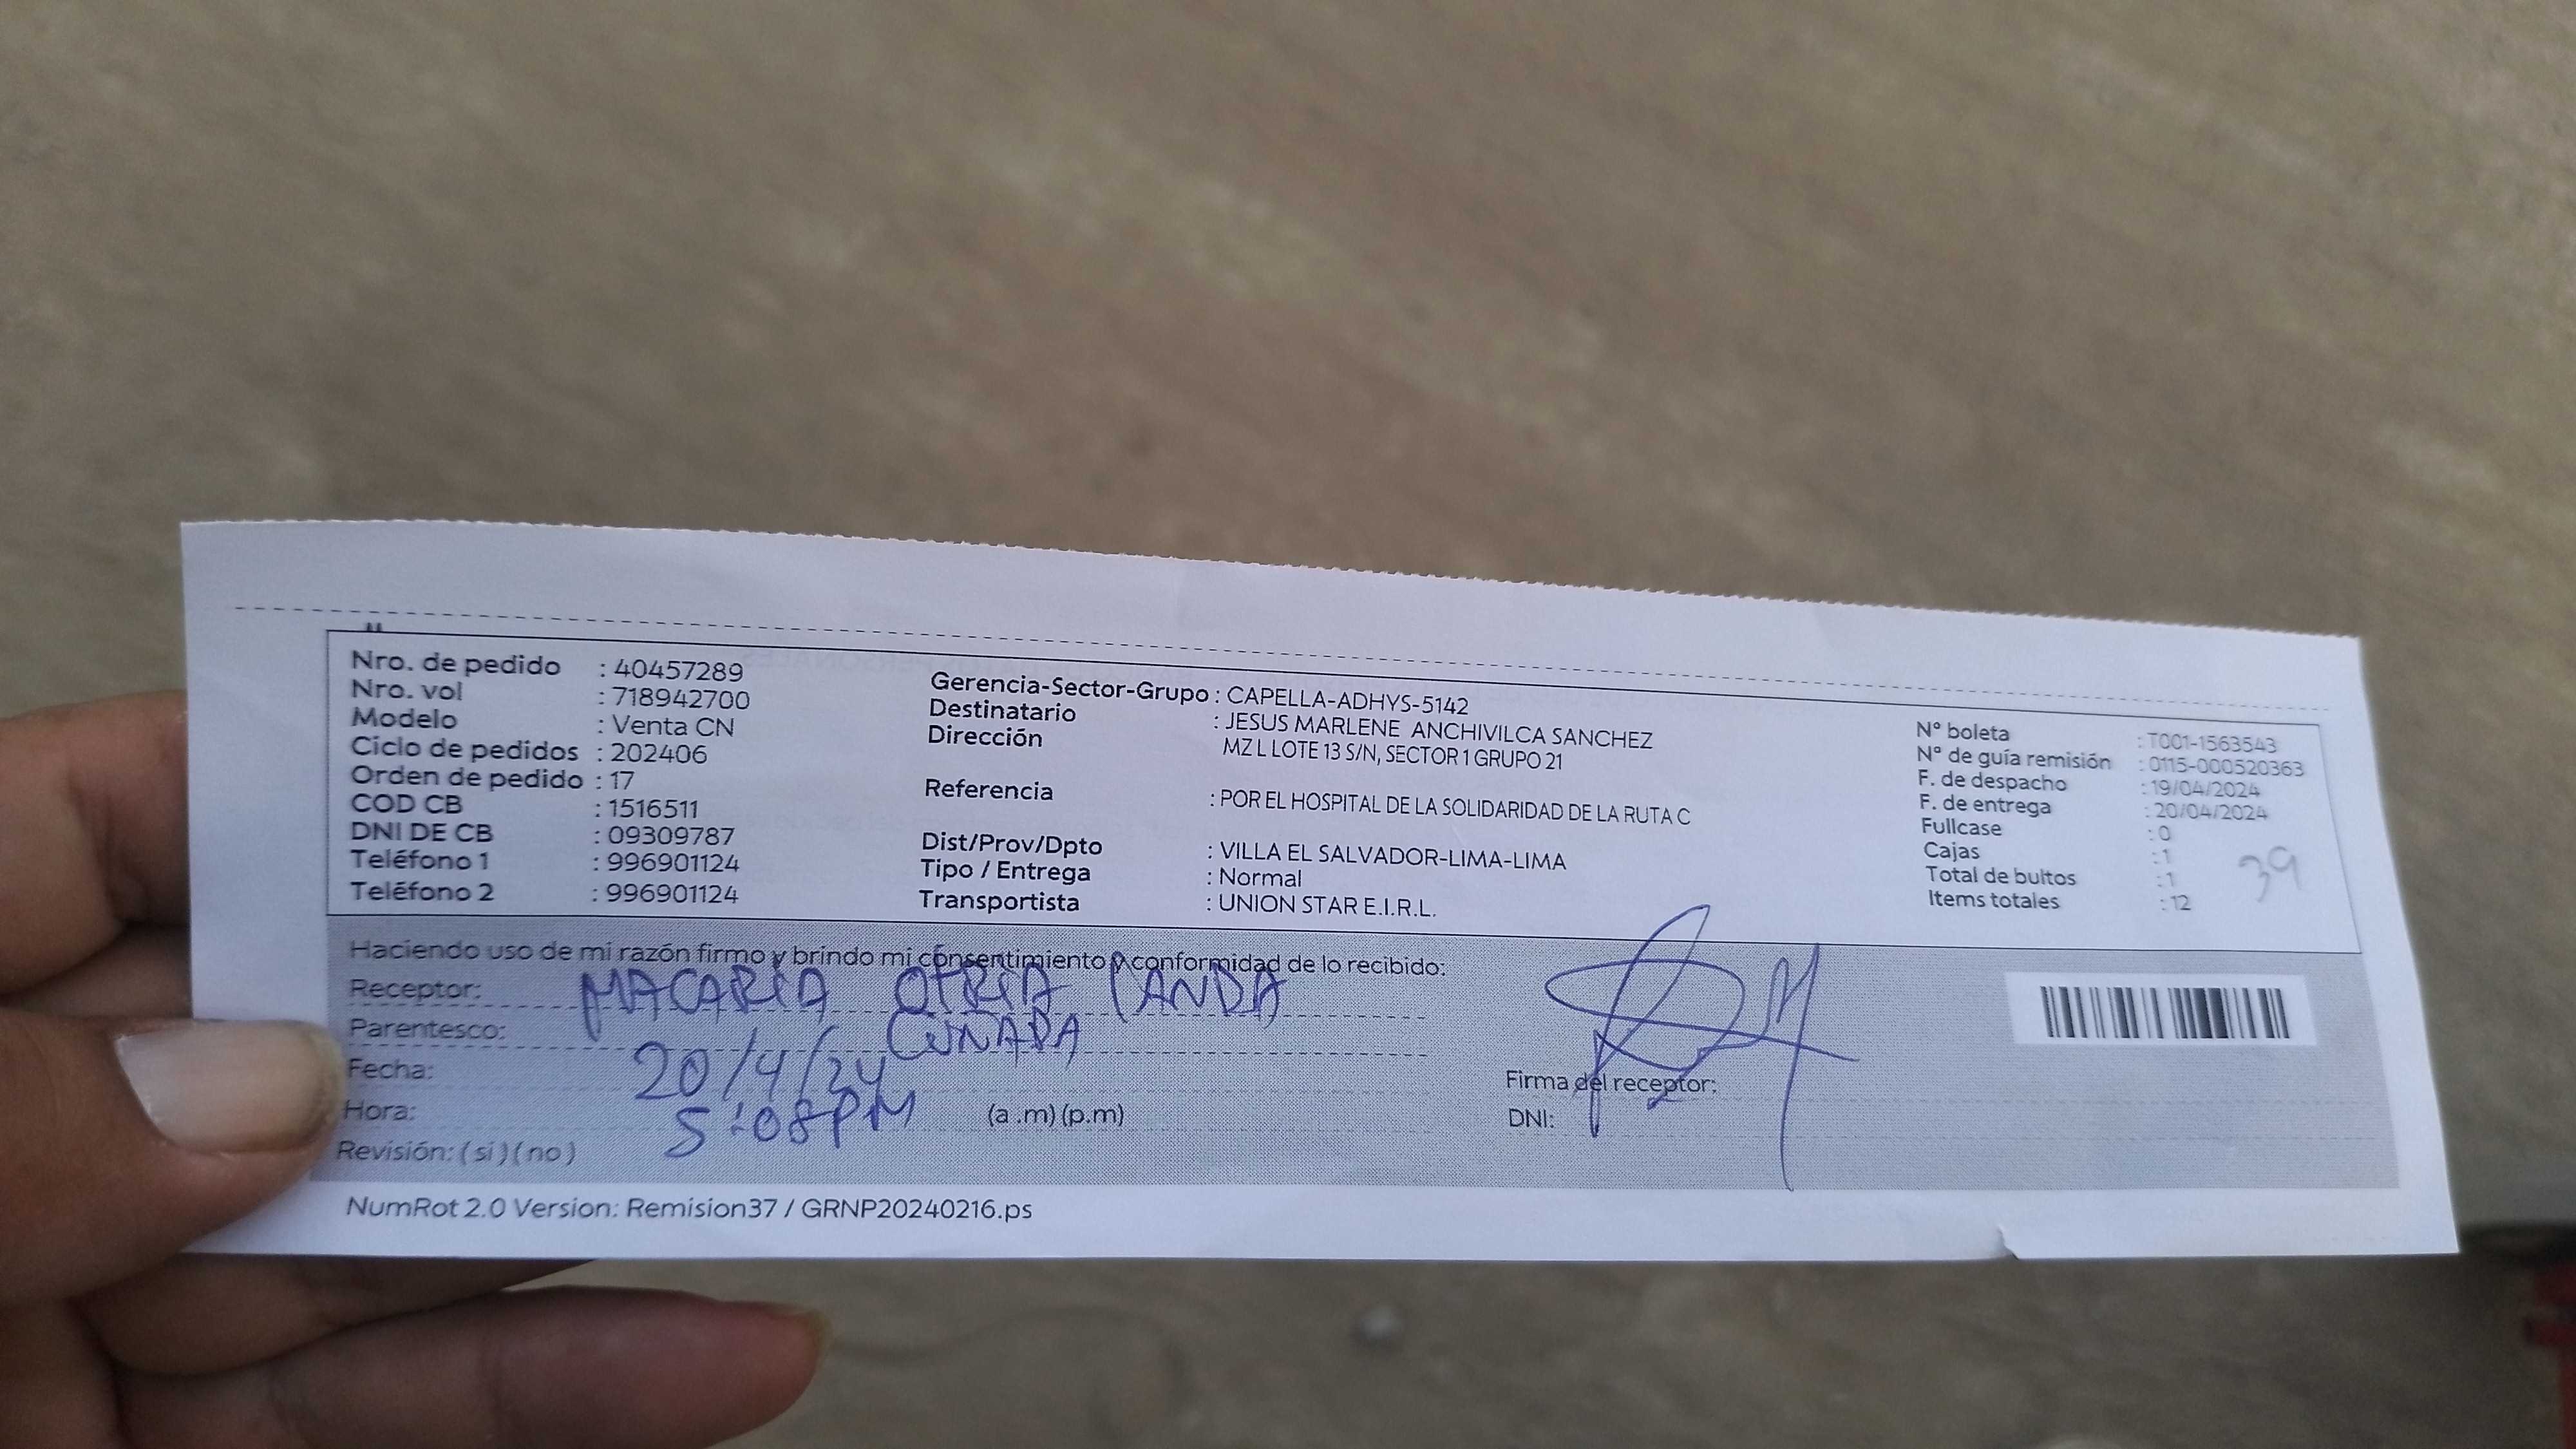 Nro. de pedido : 40457289
Nro. vol : 718942700
Modelo : Venta CN
Ciclo de pedidos : 202406
Orden de pedido : 17
COD CB : 1516511
DNI DE CB : 09309787
Teléfono 1 : 996901124
Teléfono 2 : 996901124
Gerencia-Sector-Grupo : CAPELLA-ADHYS-5142
Destinatario : JESUS MARLENE ANCHIVILCA SANCHEZ
Dirección MZ L LOTE 13 S/N, SECTOR 1 GRUPO 21
Referencia : POR EL HOSPITAL DE LA SOLIDARIDAD DE LA RUTA C
Dist/Prov/Dpto : VILLA EL SALVADOR-LIMA-LIMA
Tipo / Entrega : Normal
Transportista : UNION STAR E.I.R.L.
N° boleta : T001-1563543
N° de guía remisión : 0115-000520363
F. de despacho : 19/04/2024
F. de entrega : 20/04/2024
Fullcase : 0
Cajas : 1
Total de bultos : 1
Items totales : 12
39
Haciendo uso de mi razón firmo y brindo mi consentimiento y conformidad de lo recibido:
Receptor: MACARIA
Parentesco: CUÑADA
Fecha: 20/4/24
Hora: 5:08PM (a .m) (p.m)
Revisión: ( si ) ( no )
Firma del receptor:
DNI:
NumRot 2.0 Version: Remision37 / GRNP20240216.ps